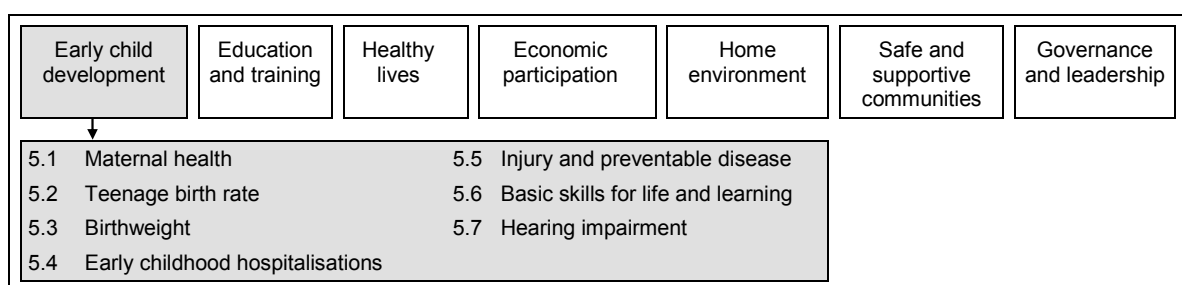 Early child
development
Education
and training
Healthy
lives
Economic
participation
Home
environment
Safe and
supportive
communities
Governance
and leadership
5.1 Maternal health
5.2 Teenage birth rate
5.3 Birthweight
5.4 Early childhood hospitalisations
5.5 Injury and preventable disease
5.6 Basic skills for life and learning
5.7 Hearing impairment